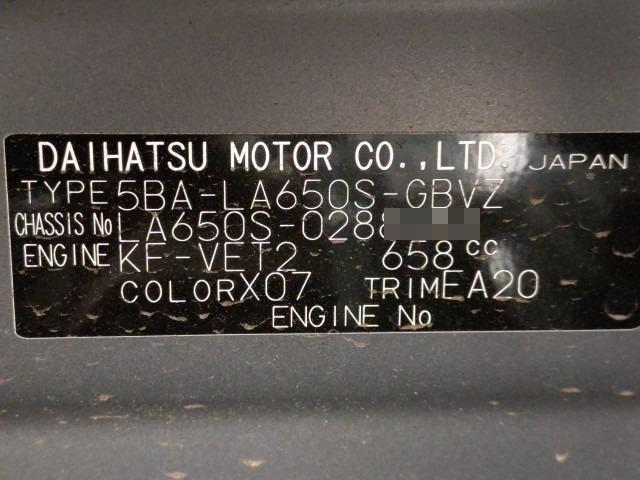 DAIHATSU MOTOR CO.,LTD. JAPAN
TYPE 5BA-LA650S-GBVZ
CHASSIS No LA650S-0288
ENGINE KF-VET2 658 cc
COLOR X07 TRIM EA20
ENGINE No